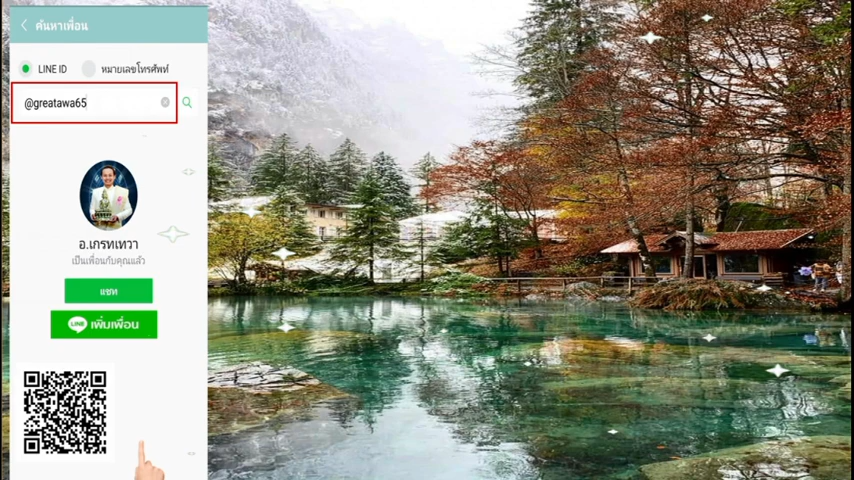 ค้นหาเพื่อน
LINE ID
หมายเลขโทรศัพท์
@greatawa65
อ.เกรทเทวา
เป็นเพื่อนกับคุณแล้ว
แชท
LINE เพิ่มเพื่อน